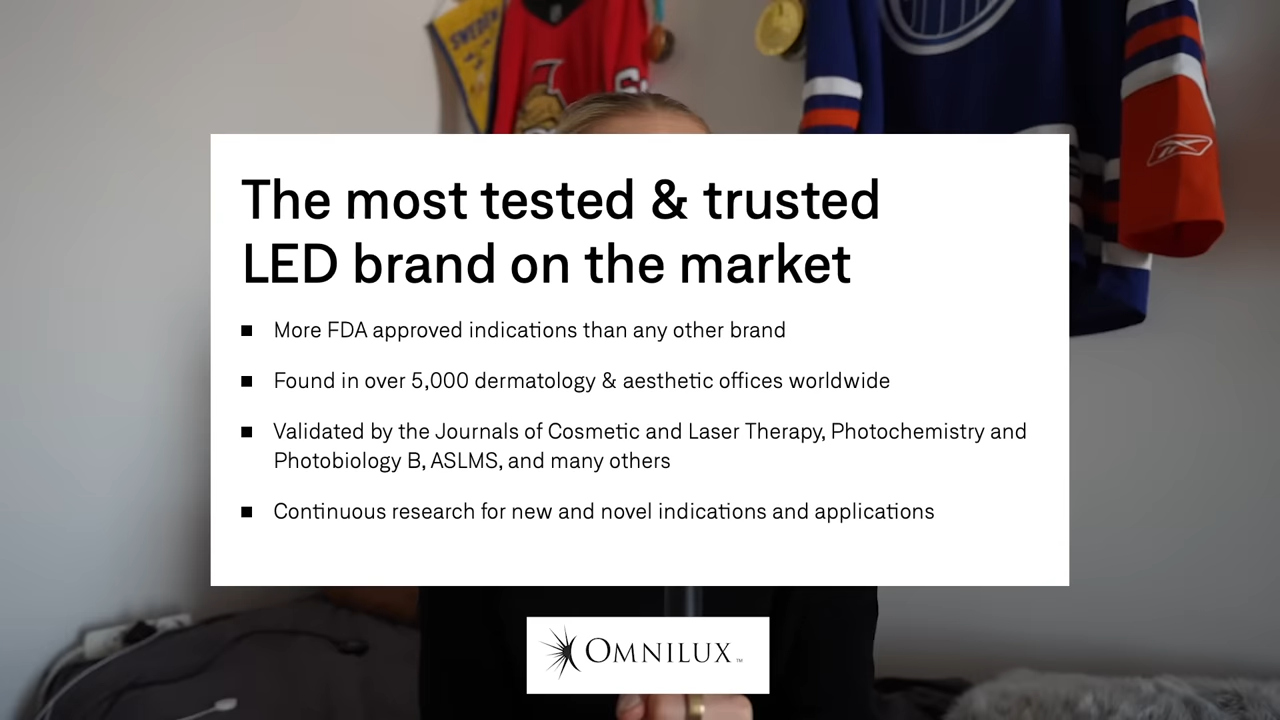 SWEDEN
The most tested & trusted
LED brand on the market
■ More FDA approved indications than any other brand
■ Found in over 5,000 dermatology & aesthetic offices worldwide
■ Validated by the Journals of Cosmetic and Laser Therapy, Photochemistry and
Photobiology B, ASLMS, and many others
■ Continuous research for new and novel indications and applications
OMNILUX™